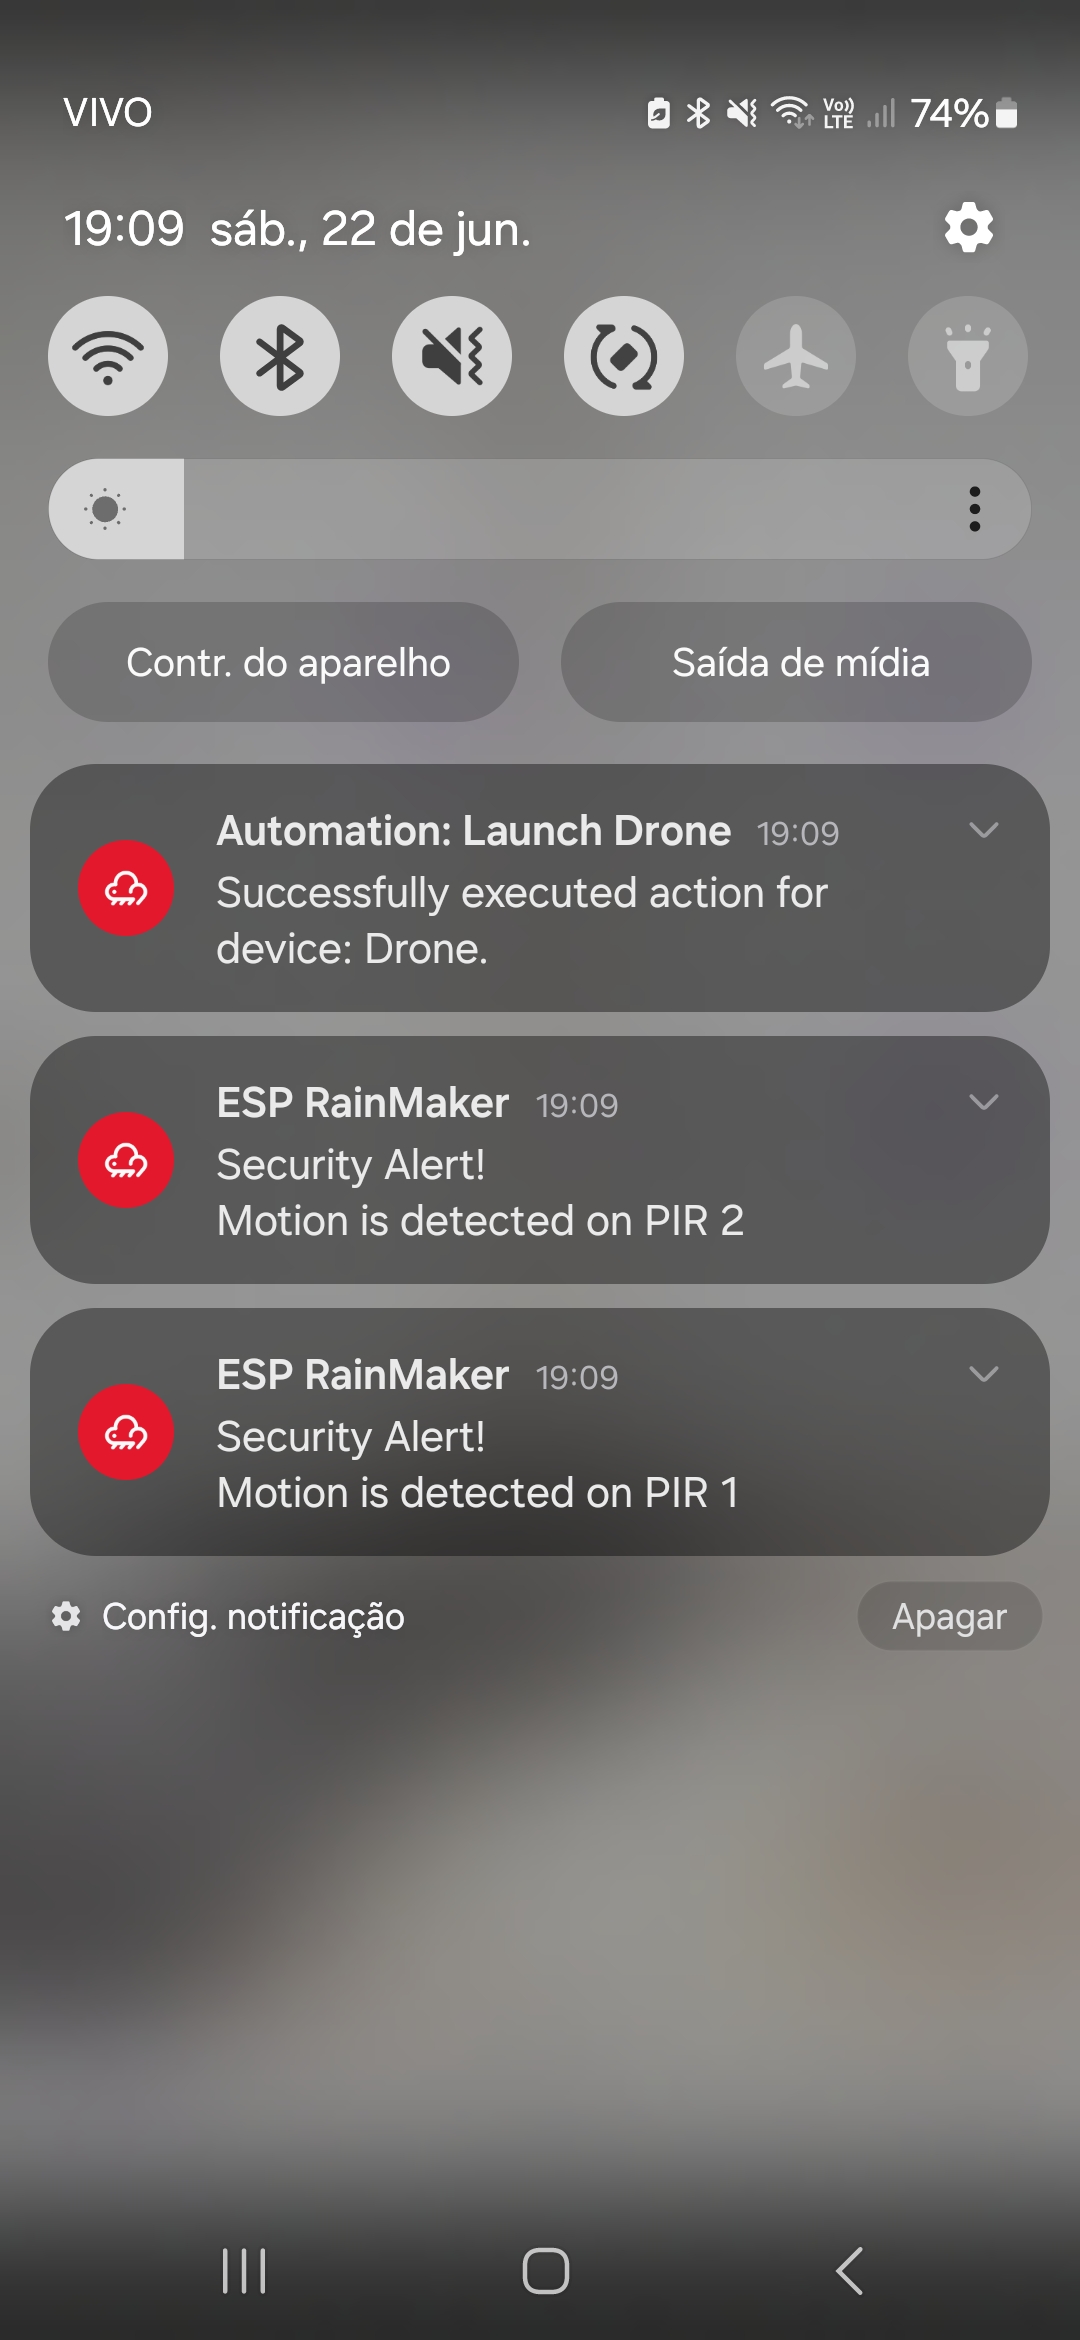 VIVO Vo)) LTE 74%
19:09 sáb., 22 de jun.
Contr. do aparelho
Saída de mídia
Automation: Launch Drone 19:09
Successfully executed action for
device: Drone.
ESP RainMaker 19:09
Security Alert!
Motion is detected on PIR 2
ESP RainMaker 19:09
Security Alert!
Motion is detected on PIR 1
Config. notificação
Apagar